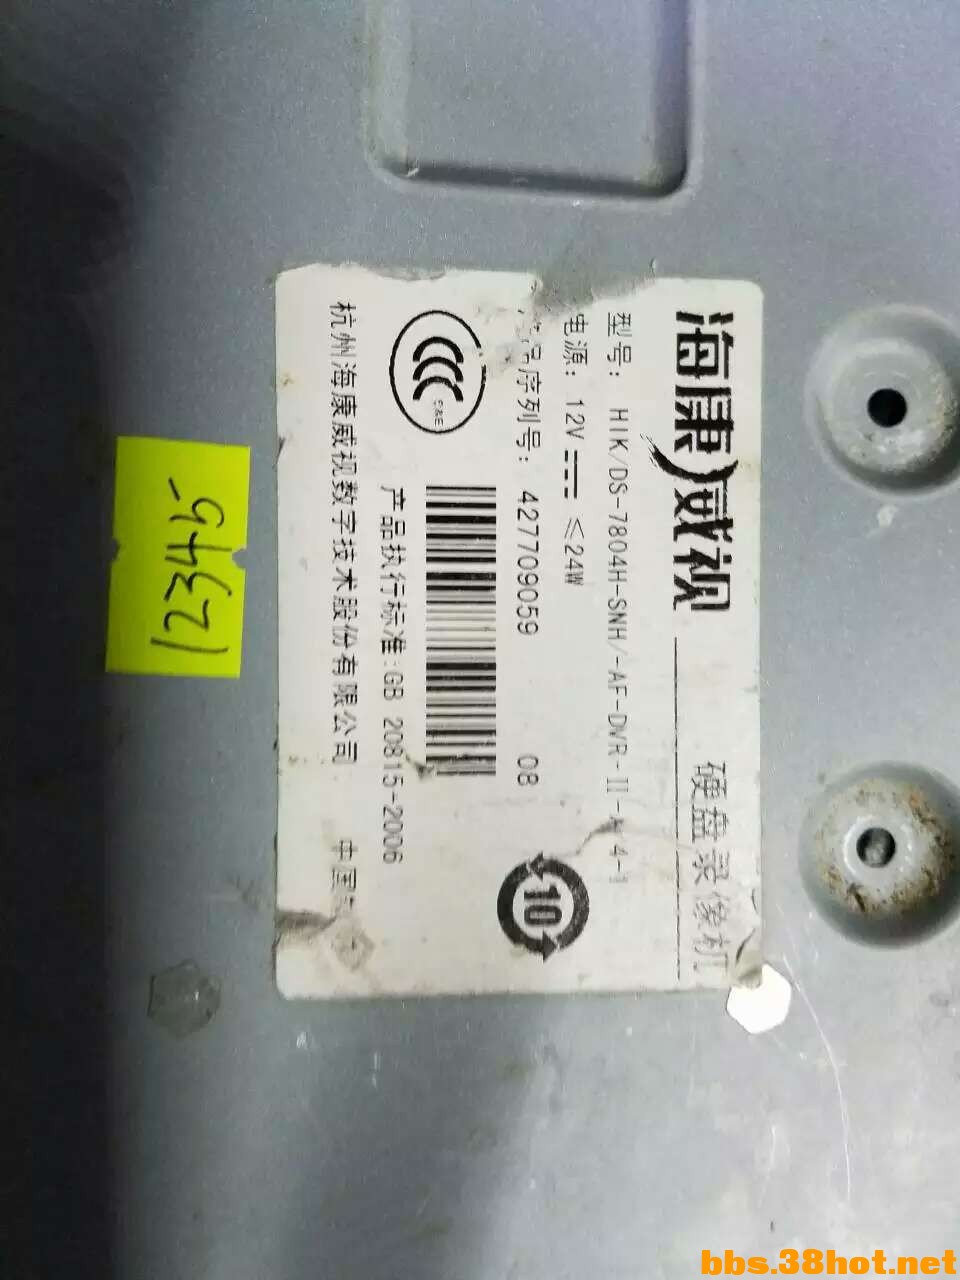 海康威视
硬盘录像机
型号: HIK/DS-7804H-SNH/-AF-DVR-II-
电源: 12V ≤24W
品序列号: 427709059 08
10
CCC
C&E
产品执行标准:GB 20815-2006
杭州海康威视数字技术股份有限公司 中国
12345
bbs.38hot.net